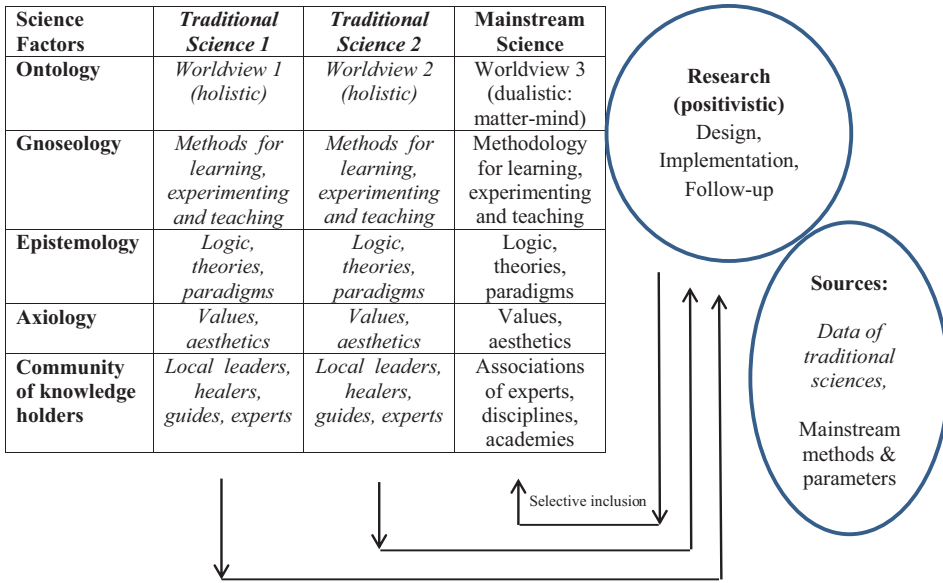 Science Factors
Traditional Science 1
Traditional Science 2
Mainstream Science
Ontology
Worldview 1
(holistic)
Worldview 2
(holistic)
Worldview 3
(dualistic:
matter-mind)
Gnoseology
Methods for
learning,
experimenting
and teaching
Methods for
learning,
experimenting
and teaching
Methodology
for learning,
experimenting
and teaching
Epistemology
Logic,
theories,
paradigms
Logic,
theories,
paradigms
Logic,
theories,
paradigms
Axiology
Values,
aesthetics
Values,
aesthetics
Values,
aesthetics
Community
of knowledge
holders
Local leaders,
healers,
guides, experts
Local leaders,
healers,
guides, experts
Associations
of experts,
disciplines,
academies
Research
(positivistic)
Design,
Implementation,
Follow-up
Sources:
Data of
traditional
sciences,
Mainstream
methods &
parameters
Selective inclusion